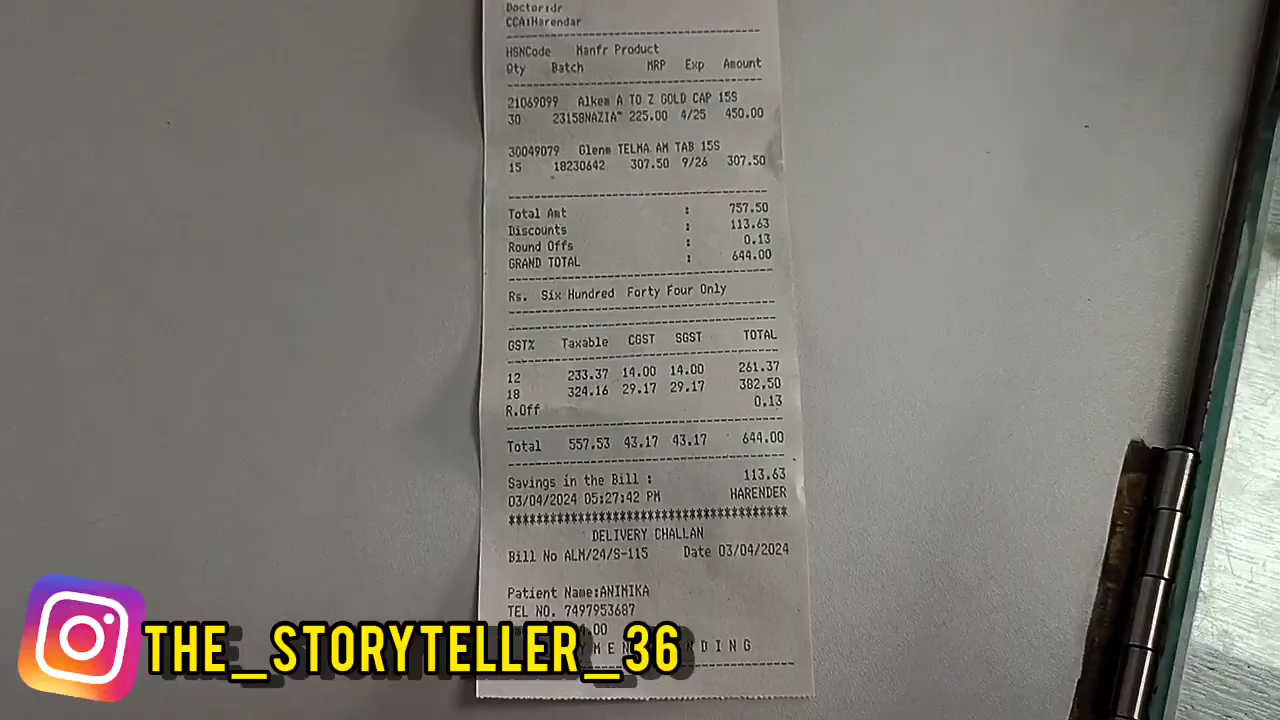 Doctor:dr
CCA:Harendar
HSNCode Manfr Product
Qty Batch MRP Exp Amount
21069099 Alkem A TO Z GOLD CAP 15S
30 23158NAZIA~ 225.00 4/25 450.00
30049079 Glenm TELMA AM TAB 15S
15 18230642 307.50 9/26 307.50
Total Amt : 757.50
Discounts : 113.63
Round Offs : 0.13
GRAND TOTAL : 644.00
Rs. Six Hundred Forty Four Only
GST% Taxable CGST SGST TOTAL
12 233.37 14.00 14.00 261.37
18 324.16 29.17 29.17 382.50
R.Off 0.13
Total 557.53 43.17 43.17 644.00
Savings in the Bill : 113.63
03/04/2024 05:27:42 PM HARENDER
***********************************
DELIVERY CHALLAN
Bill No ALM/24/S-115 Date 03/04/2024
Patient Name:ANIMIKA
TEL NO. 7497953687
THE_STORYTELLER_36